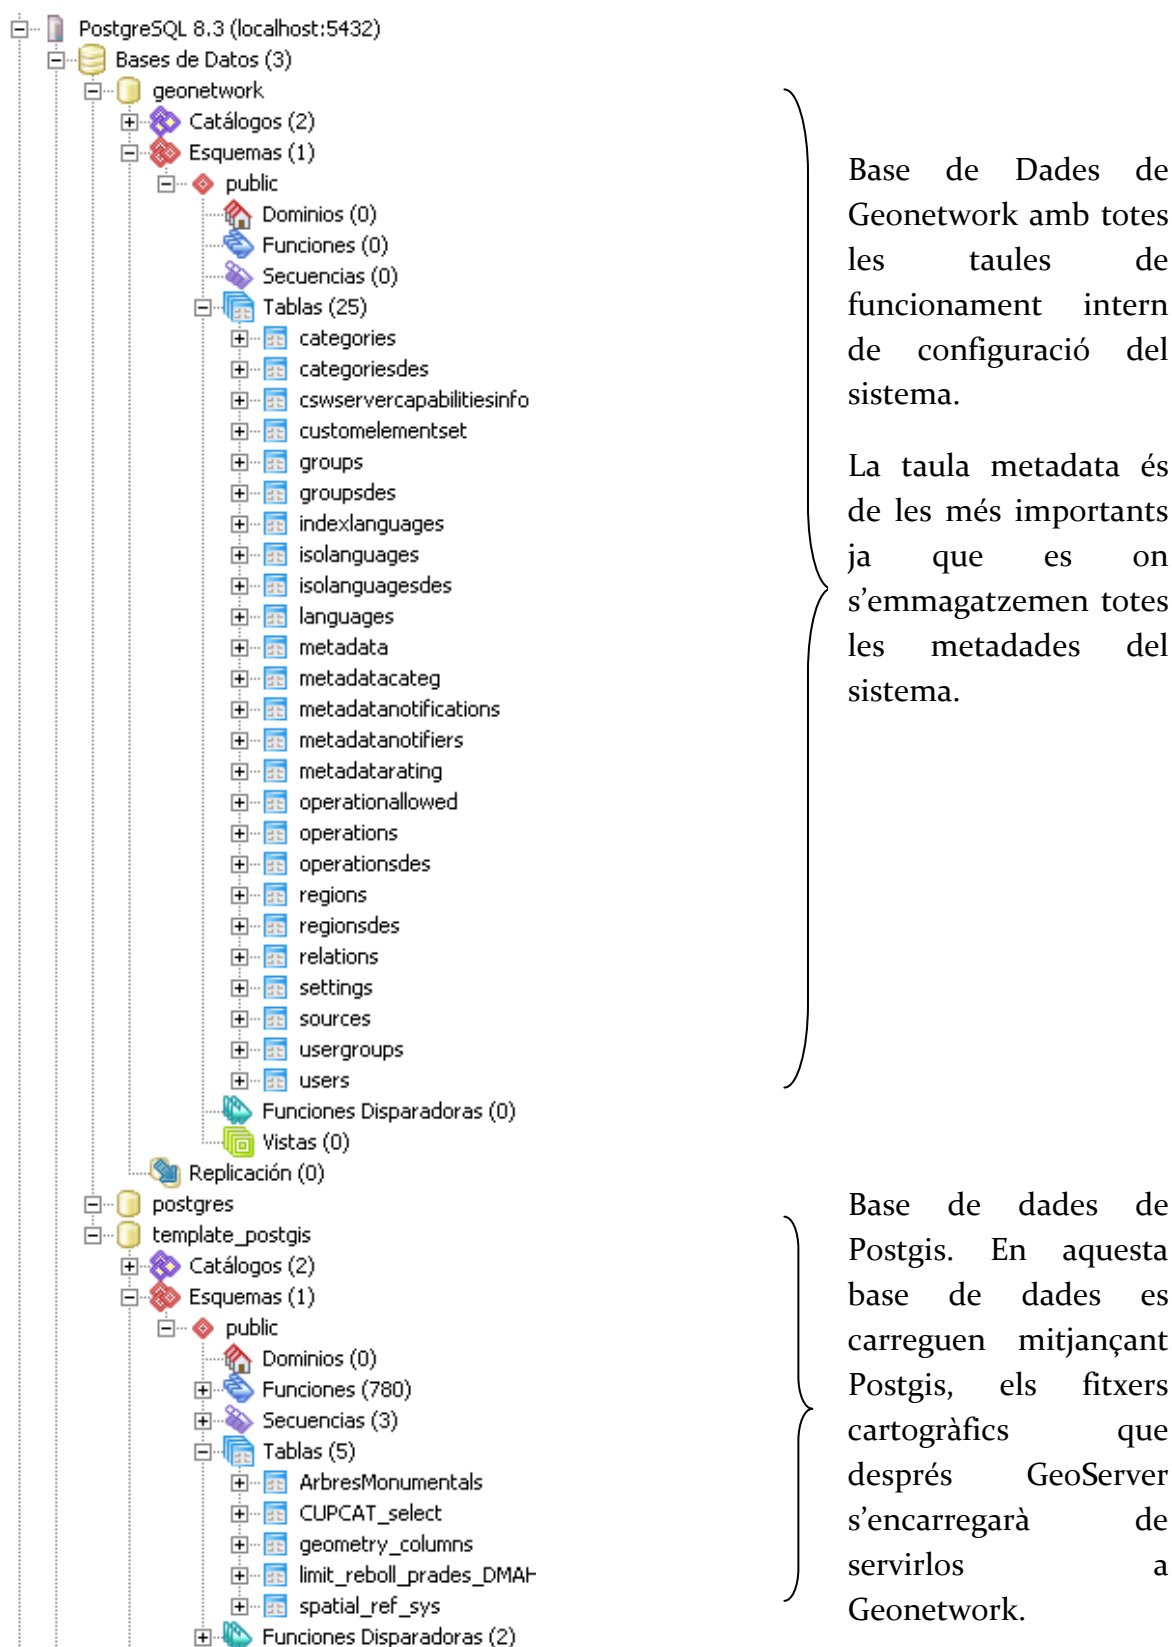 PostgreSQL 8.3 (localhost:5432)
Bases de Datos (3)
geonetwork
Catálogos (2)
Esquemas (1)
public
Dominios (0)
Funciones (0)
Secuencias (0)
Tablas (25)
categories
categoriesdes
cswservercapabilitiesinfo
customelementset
groups
groupsdes
indexlanguages
isolanguages
isolanguagesdes
languages
metadata
metadatacateg
metadatanotifications
metadatanotifiers
metadatarating
operationallowed
operations
operationsdes
regions
regionsdes
relations
settings
sources
usergroups
users
Funciones Disparadoras (0)
Vistas (0)
Replicación (0)
postgres
template_postgis
Catálogos (2)
Esquemas (1)
public
Dominios (0)
Funciones (780)
Secuencias (3)
Tablas (5)
ArbresMonumentals
CUPCAT_select
geometry_columns
limit_reboll_prades_DMAH
spatial_ref_sys
Funciones Disparadoras (2)
Base de Dades de
Geonetwork amb totes
les taules de
funcionament intern
de configuració del
sistema.
La taula metadata és
de les més importants
ja que es on
s'emmagatzemen totes
les metadades del
sistema.
Base de dades de
Postgis. En aquesta
base de dades es
carreguen mitjançant
Postgis, els fitxers
cartogràfics que
després GeoServer
s'encarregarà de
servirlos a
Geonetwork.